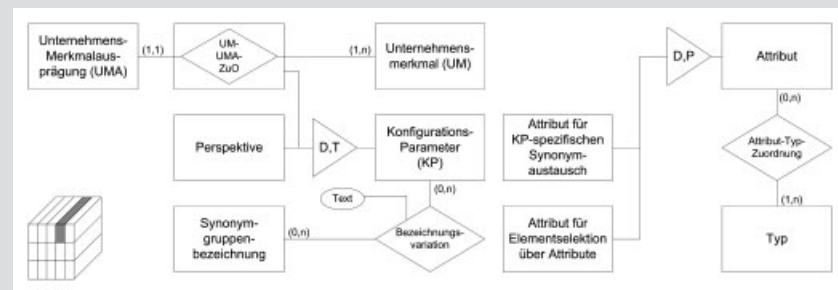 Unternehmens-
Merkmalaus-
prägung (UMA)
(1,1)
UM-
UMA-
ZuO
(1,n)
Unternehmens-
merkmal (UM)
D,P
Attribut
(0,n)
Perspektive
D,T
Konfigurations-
Parameter
(KP)
Attribut für
KP-spezifischen
Synonym-
austausch
Attribut-Typ-
Zuordnung
(0,n)
Text
(1,n)
Synonym-
gruppen-
bezeichnung
(0,n)
Bezeichnungs-
variation
Attribut für
Elementselektion
über Attribute
Typ